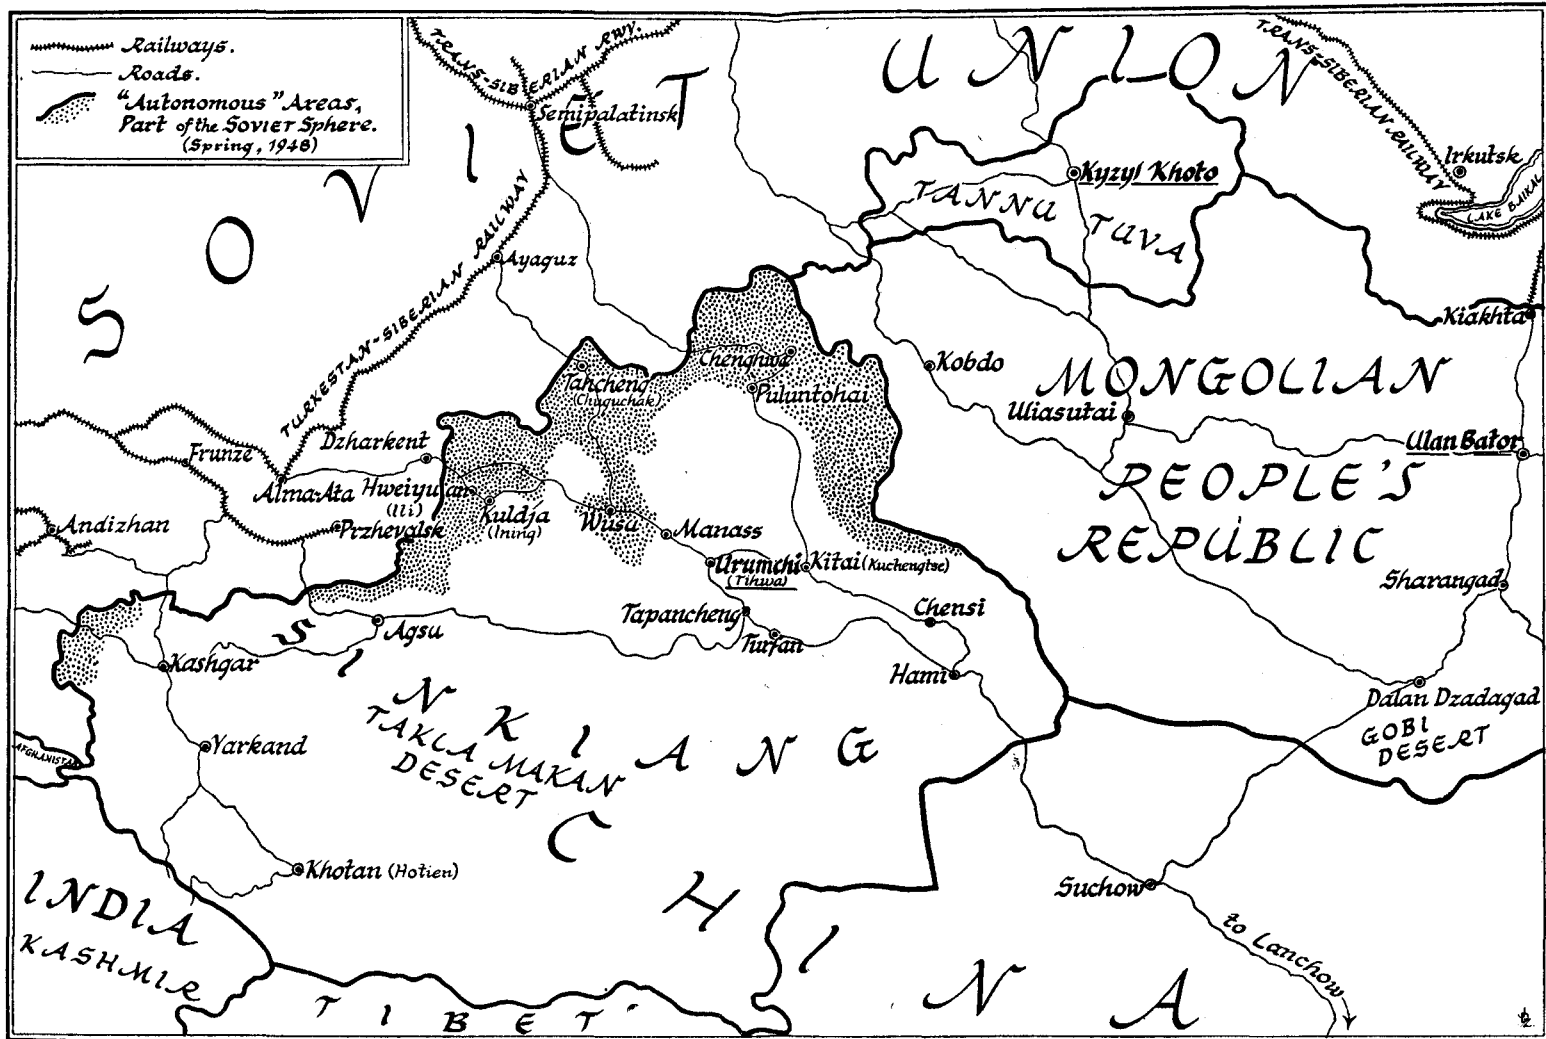 Railways.
Roads.
"Autonomous" Areas,
Part of the SOVIET Sphere.
(Spring, 1948)
TRANS-SIBERIAN RWY.
SOVIET UNION
TRANS-SIBERIAN RAILWAY
Semipalatinsk
Irkutsk
LAKE BAIKAL
Kyzyl Khoto
TANNU TUVA
TURKESTAN-SIBERIAN RAILWAY
Ayaguz
Kiakhta
Chenghwa
Kobdo
MONGOLIAN
PEOPLE'S
REPUBLIC
Tahcheng
(Chuguchak)
Puluntohai
Uliasutai
Ulan Bator
Dzharkent
Frunze
Alma-Ata
Hweiyuan
(Ili)
Kuldja
(Ining)
Wusu
Manass
Andizhan
Przhevalsk
Urumchi
(Tihwa)
Kitai (Kuchengtse)
Sharangad
Chensi
Tapancheng
Aqsu
Turfan
Kashgar
Hami
SINKIANG
Dalan Dzadagad
GOBI
DESERT
TAKLA MAKAN
DESERT
Yarkand
AFGHANISTAN
CHINA
Khotan (Hotien)
Suchow
to Lanchow
INDIA
KASHMIR
TIBET